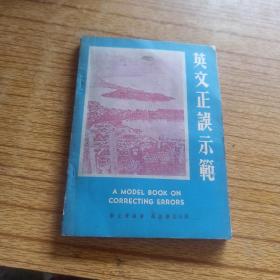 英文正誤示範
A MODEL BOOK ON
CORRECTING ERRORS